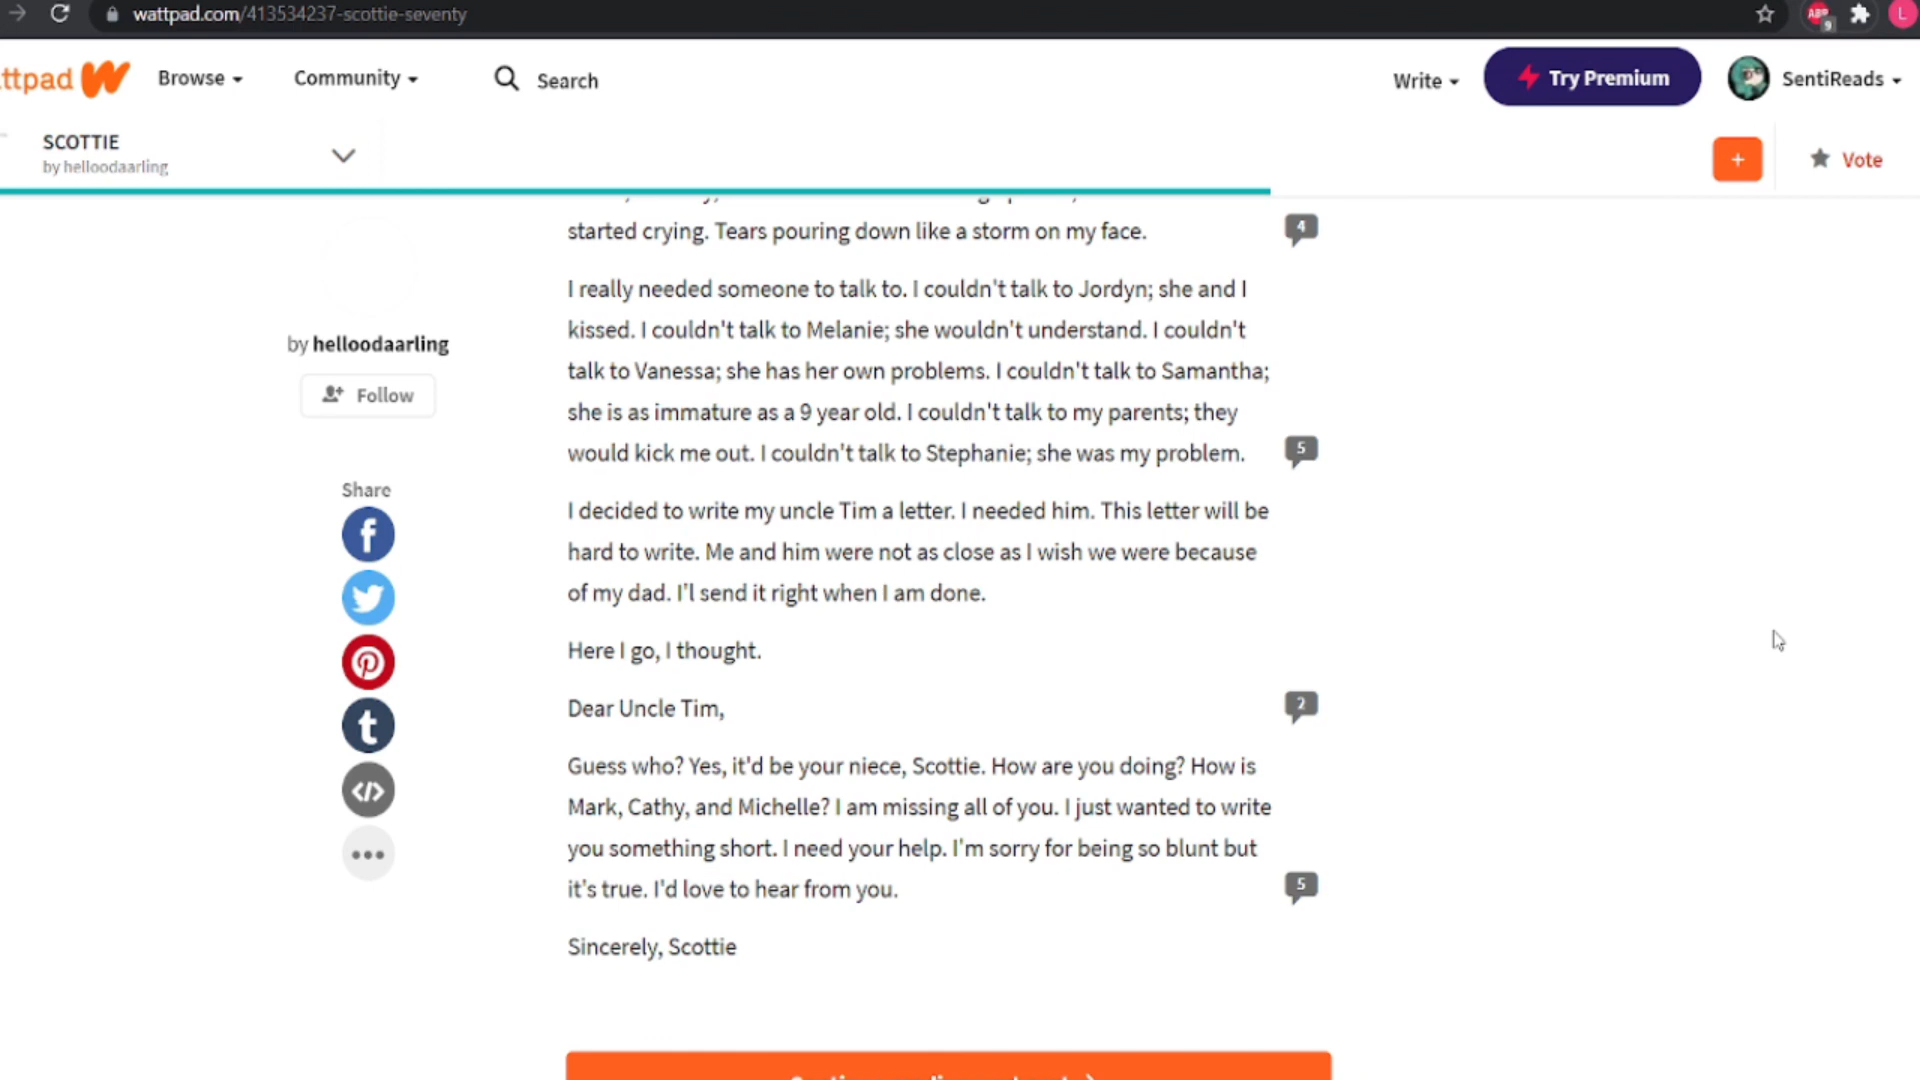 wattpad.com/413534237-scottie-seventy
ABP
9
L
ttpad
Browse
Community
Search
Write
Try Premium
SentiReads
SCOTTIE
by helloodaarling
+
Vote
started crying. Tears pouring down like a storm on my face.
4
I really needed someone to talk to. I couldn't talk to Jordyn; she and I
kissed. I couldn't talk to Melanie; she wouldn't understand. I couldn't
talk to Vanessa; she has her own problems. I couldn't talk to Samantha;
she is as immature as a 9 year old. I couldn't talk to my parents; they
would kick me out. I couldn't talk to Stephanie; she was my problem.
5
by helloodaarling
Follow
Share
I decided to write my uncle Tim a letter. I needed him. This letter will be
hard to write. Me and him were not as close as I wish we were because
of my dad. I'll send it right when I am done.
Here I go, I thought.
Dear Uncle Tim,
2
Guess who? Yes, it'd be your niece, Scottie. How are you doing? How is
Mark, Cathy, and Michelle? I am missing all of you. I just wanted to write
you something short. I need your help. I'm sorry for being so blunt but
it's true. I'd love to hear from you.
5
Sincerely, Scottie